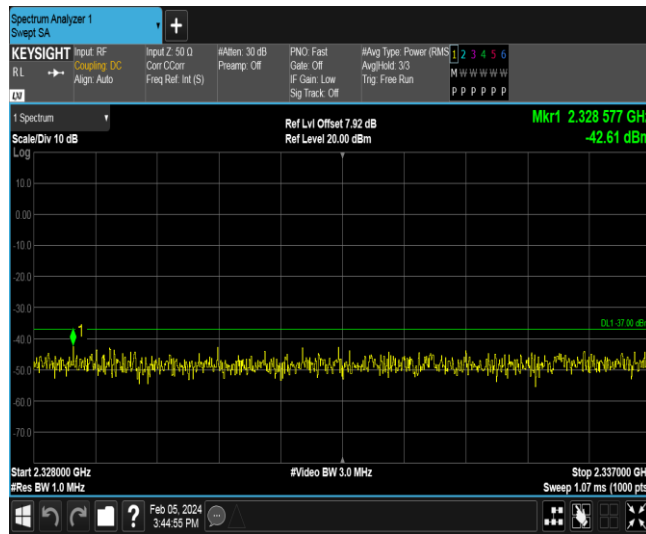 Spectrum Analyzer 1
Swept SA
+
KEYSIGHT
RL
LXI
Input: RF
Coupling: DC
Align: Auto
Input Z: 50 Ω
Corr CCorr
Freq Ref: Int (S)
#Atten: 30 dB
Preamp: Off
PNO: Fast
Gate: Off
IF Gain: Low
Sig Track: Off
#Avg Type: Power (RMS
Avg|Hold: 3/3
Trig: Free Run
1 2 3 4 5 6
M W W W W W
P P P P P P
1 Spectrum
Scale/Div 10 dB
Log
Ref Lvl Offset 7.92 dB
Ref Level 20.00 dBm
Mkr1 2.328 577 GHz
-42.61 dBm
10.0
0.00
-10.0
-20.0
-30.0
DL1 -37.00 dBm
1
-40.0
-50.0
-60.0
-70.0
Start 2.328000 GHz
#Res BW 1.0 MHz
#Video BW 3.0 MHz
Stop 2.337000 GH
Sweep 1.07 ms (1000 pts
?
Feb 05, 2024
3:44:55 PM